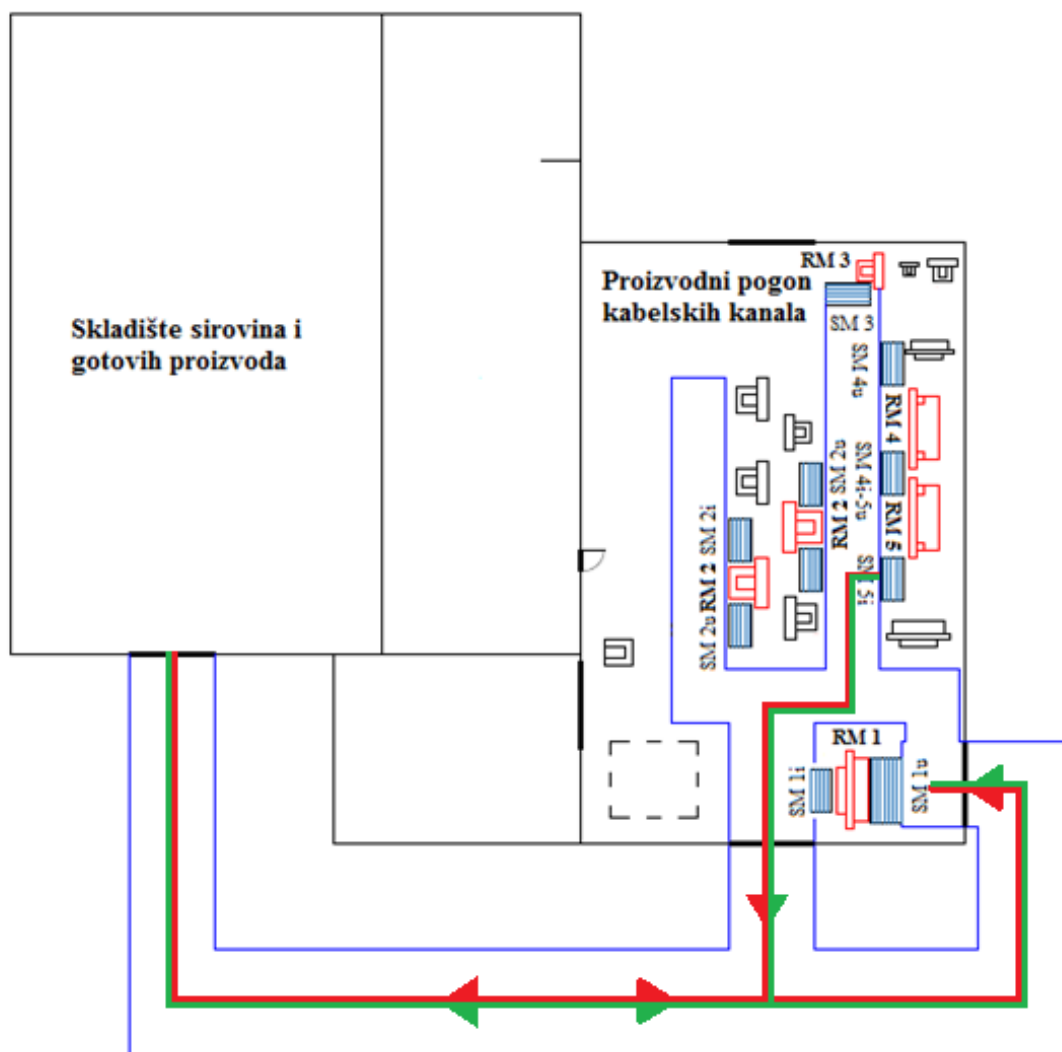 RM 3
Proizvodni pogon
kabelskih kanala
Skladište sirovina i
gotovih proizvoda
SM 3
SM 4u
RM 4
SM 2u
SM 4i-5u
RM 2
RM 5
SM 2i
RM 2
SM 5i
SM 2u
RM 1
SM 1i
SM 1u